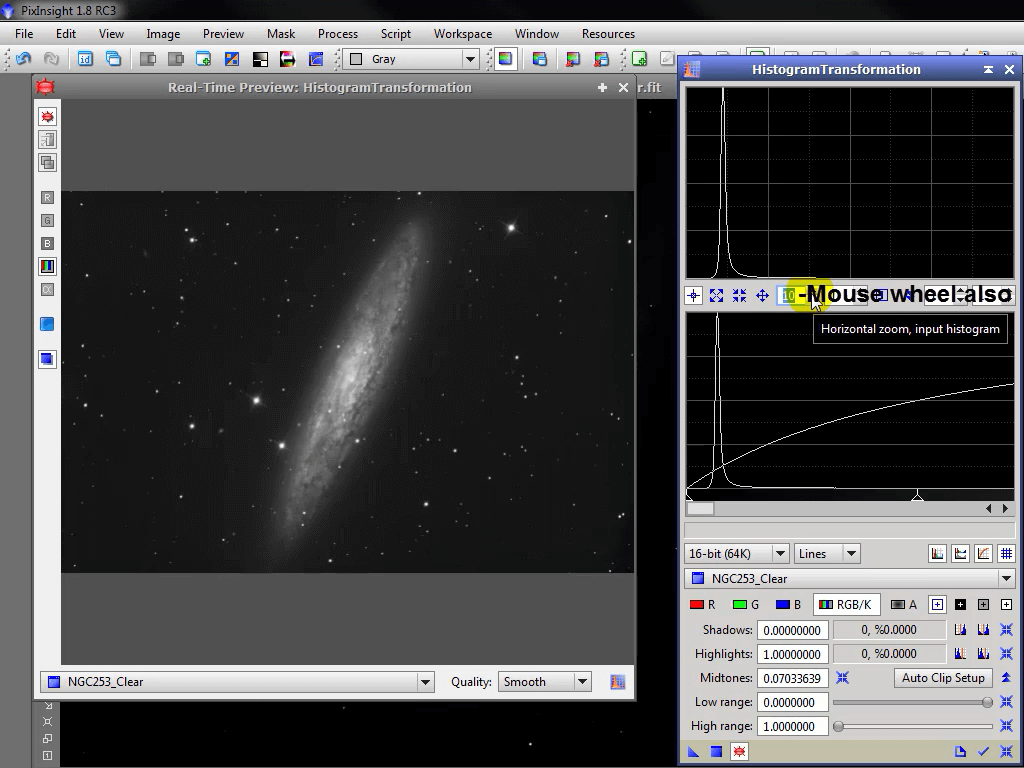 PixInsight 1.8 RC3
File Edit View Image Preview Mask Process Script Workspace Window Resources
Gray
HistogramTransformation
Real-Time Preview: HistogramTransformation
r.fit
R
G
B
10 -Mouse wheel also
Horizontal zoom, input histogram
16-bit (64K) Lines
NGC253_Clear
R G B RGB/K A
Shadows: 0.00000000 0, %0.0000
Highlights: 1.00000000 0, %0.0000
Midtones: 0.07033639 Auto Clip Setup
Low range: 0.0000000
High range: 1.0000000
NGC253_Clear Quality: Smooth